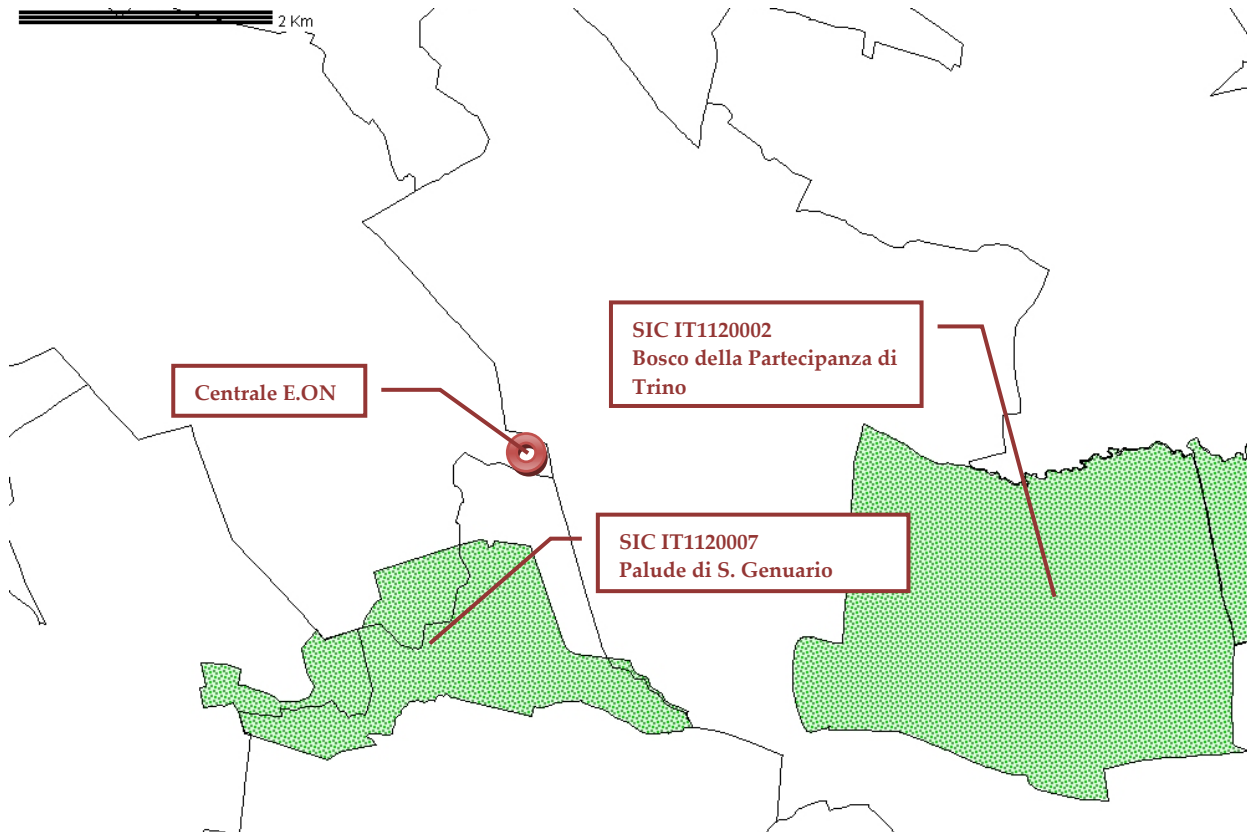 2 Km
SIC IT1120002
Bosco della Partecipanza di
Trino
Centrale E.ON
SIC IT1120007
Palude di S. Genuario